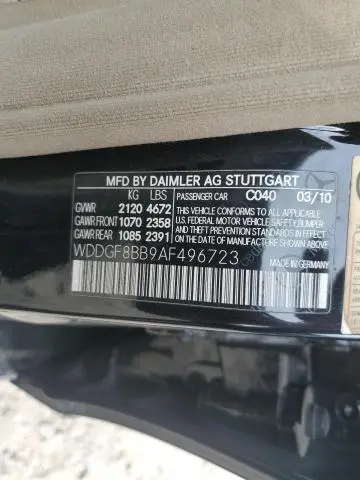 MFD BY DAIMLER AG STUTTGART
KG LBS PASSENGER CAR C040 03/10
GVWR 2120 4672
GAWR FRONT 1070 2358
GAWR REAR 1085 2391
THIS VEHICLE CONFORMS TO ALL APPLICABLE
U.S. FEDERAL MOTOR VEHICLE SAFETY, BUMPER,
AND THEFT PREVENTION STANDARDS IN EFFECT
ON THE DATE OF MANUFACTURE SHOWN ABOVE.
WDDGF8BB9AF496723 MADE IN GERMANY